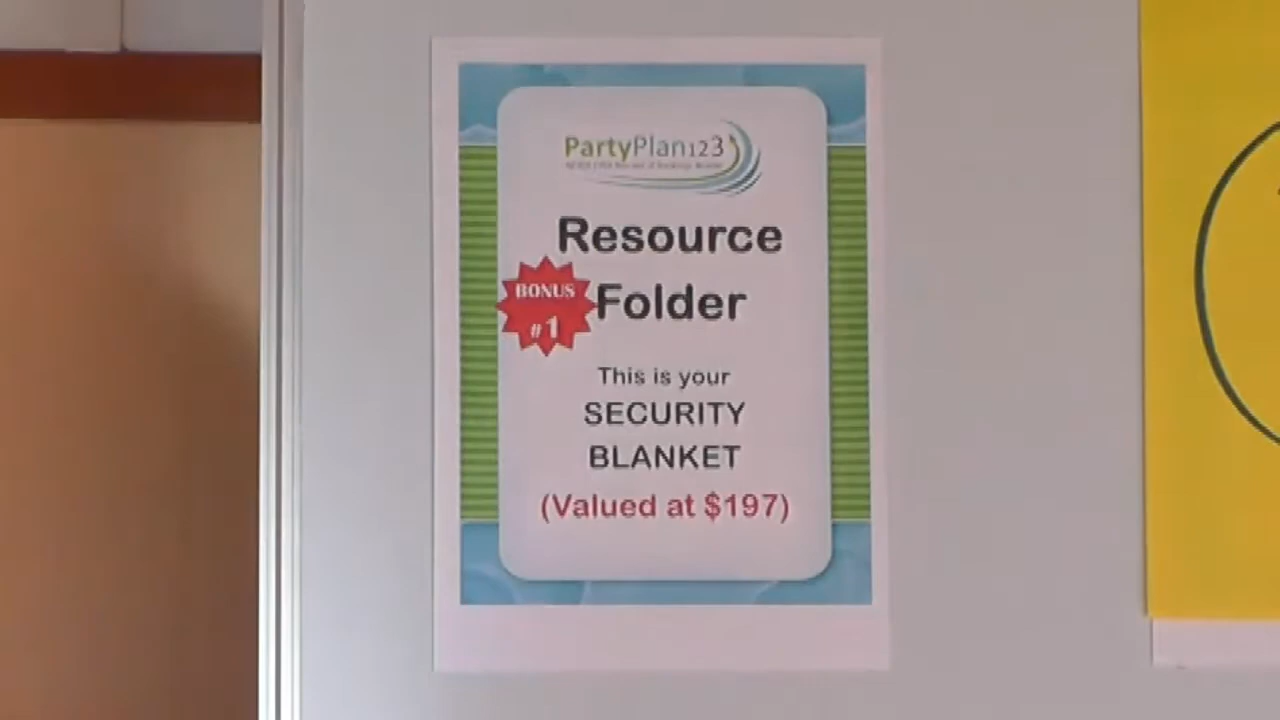 PartyPlan123
Resource
BONUS
Folder
#1
This is your
SECURITY
BLANKET
(Valued at $197)